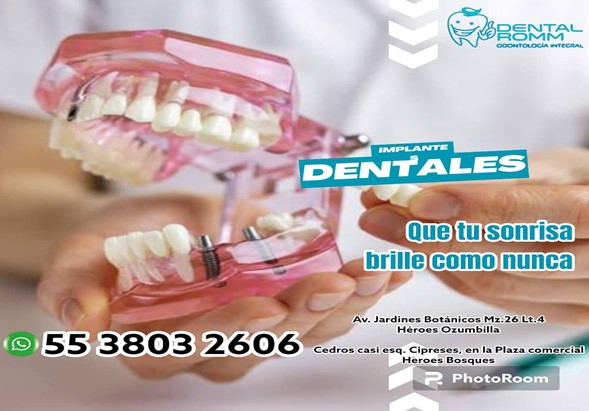 DENTAL
ROMM
ODONTOLOGÍA INTEGRAL
IMPLANTE
S
DENTALES
Que tu sonrisa
brille como nunca
Av. Jardines Botánicos Mz.26 Lt.4
Héroes Ozumbilla
55 3803 2606
Cedros casi esq. Cipreses, en la Plaza comercial
Heroes Bosques
PhotoRoom